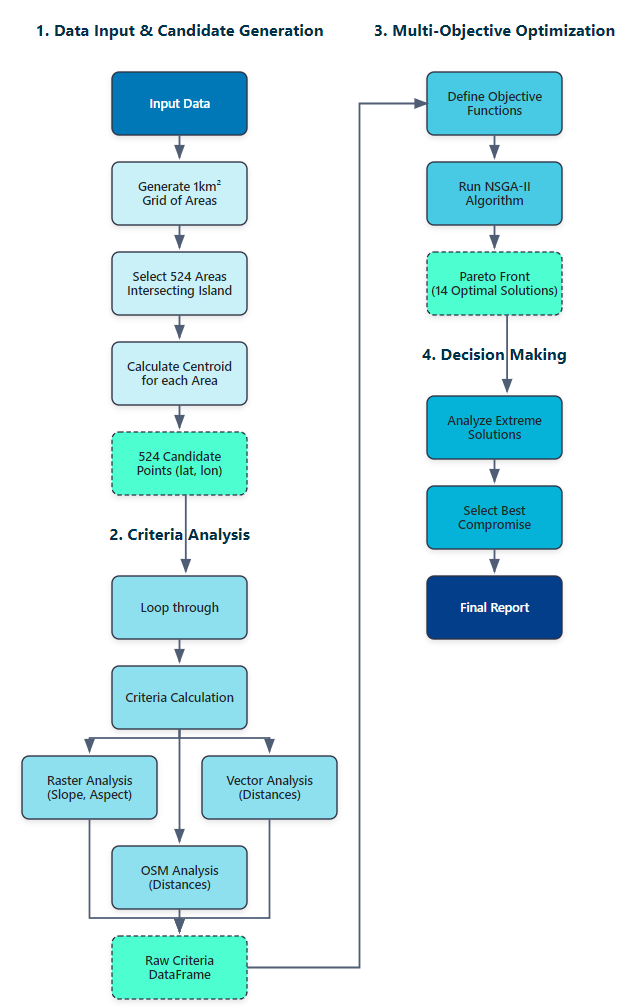 1. Data Input & Candidate Generation
Input Data
Generate 1km²
Grid of Areas
Select 524 Areas
Intersecting Island
Calculate Centroid
for each Area
524 Candidate
Points (lat, lon)
2. Criteria Analysis
Loop through
Criteria Calculation
Raster Analysis
(Slope, Aspect)
Vector Analysis
(Distances)
OSM Analysis
(Distances)
Raw Criteria
DataFrame
3. Multi-Objective Optimization
Define Objective
Functions
Run NSGA-II
Algorithm
Pareto Front
(14 Optimal Solutions)
4. Decision Making
Analyze Extreme
Solutions
Select Best
Compromise
Final Report